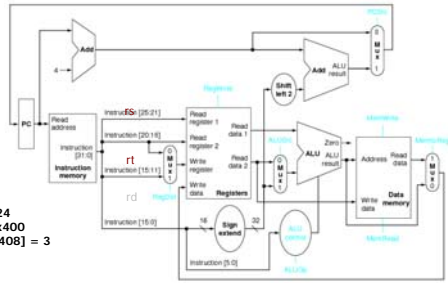 PCSrc
0
M
u
x
1
Add
Add
ALU
result
4
Shift
left 2
RegWrite
PC
Read
address
Instruction
[31:0]
Instruction
memory
Instruction [25:21]
rs
Instruction [20:16]
rt
Instruction [15:11]
rd
0
M
u
x
1
RegDst
Read
register 1
Read
register 2
Write
register
Write
data
Read
data 1
Read
data 2
Registers
ALUSrc
0
M
u
x
1
Zero
ALU
ALU
result
MemWrite
Address
Read
data
Write
data
Data
memory
MemRead
MemtoReg
1
M
u
x
0
Instruction [15:0]
16
Sign
extend
32
ALU
control
Instruction [5:0]
ALUOp
24
x400
408] = 3